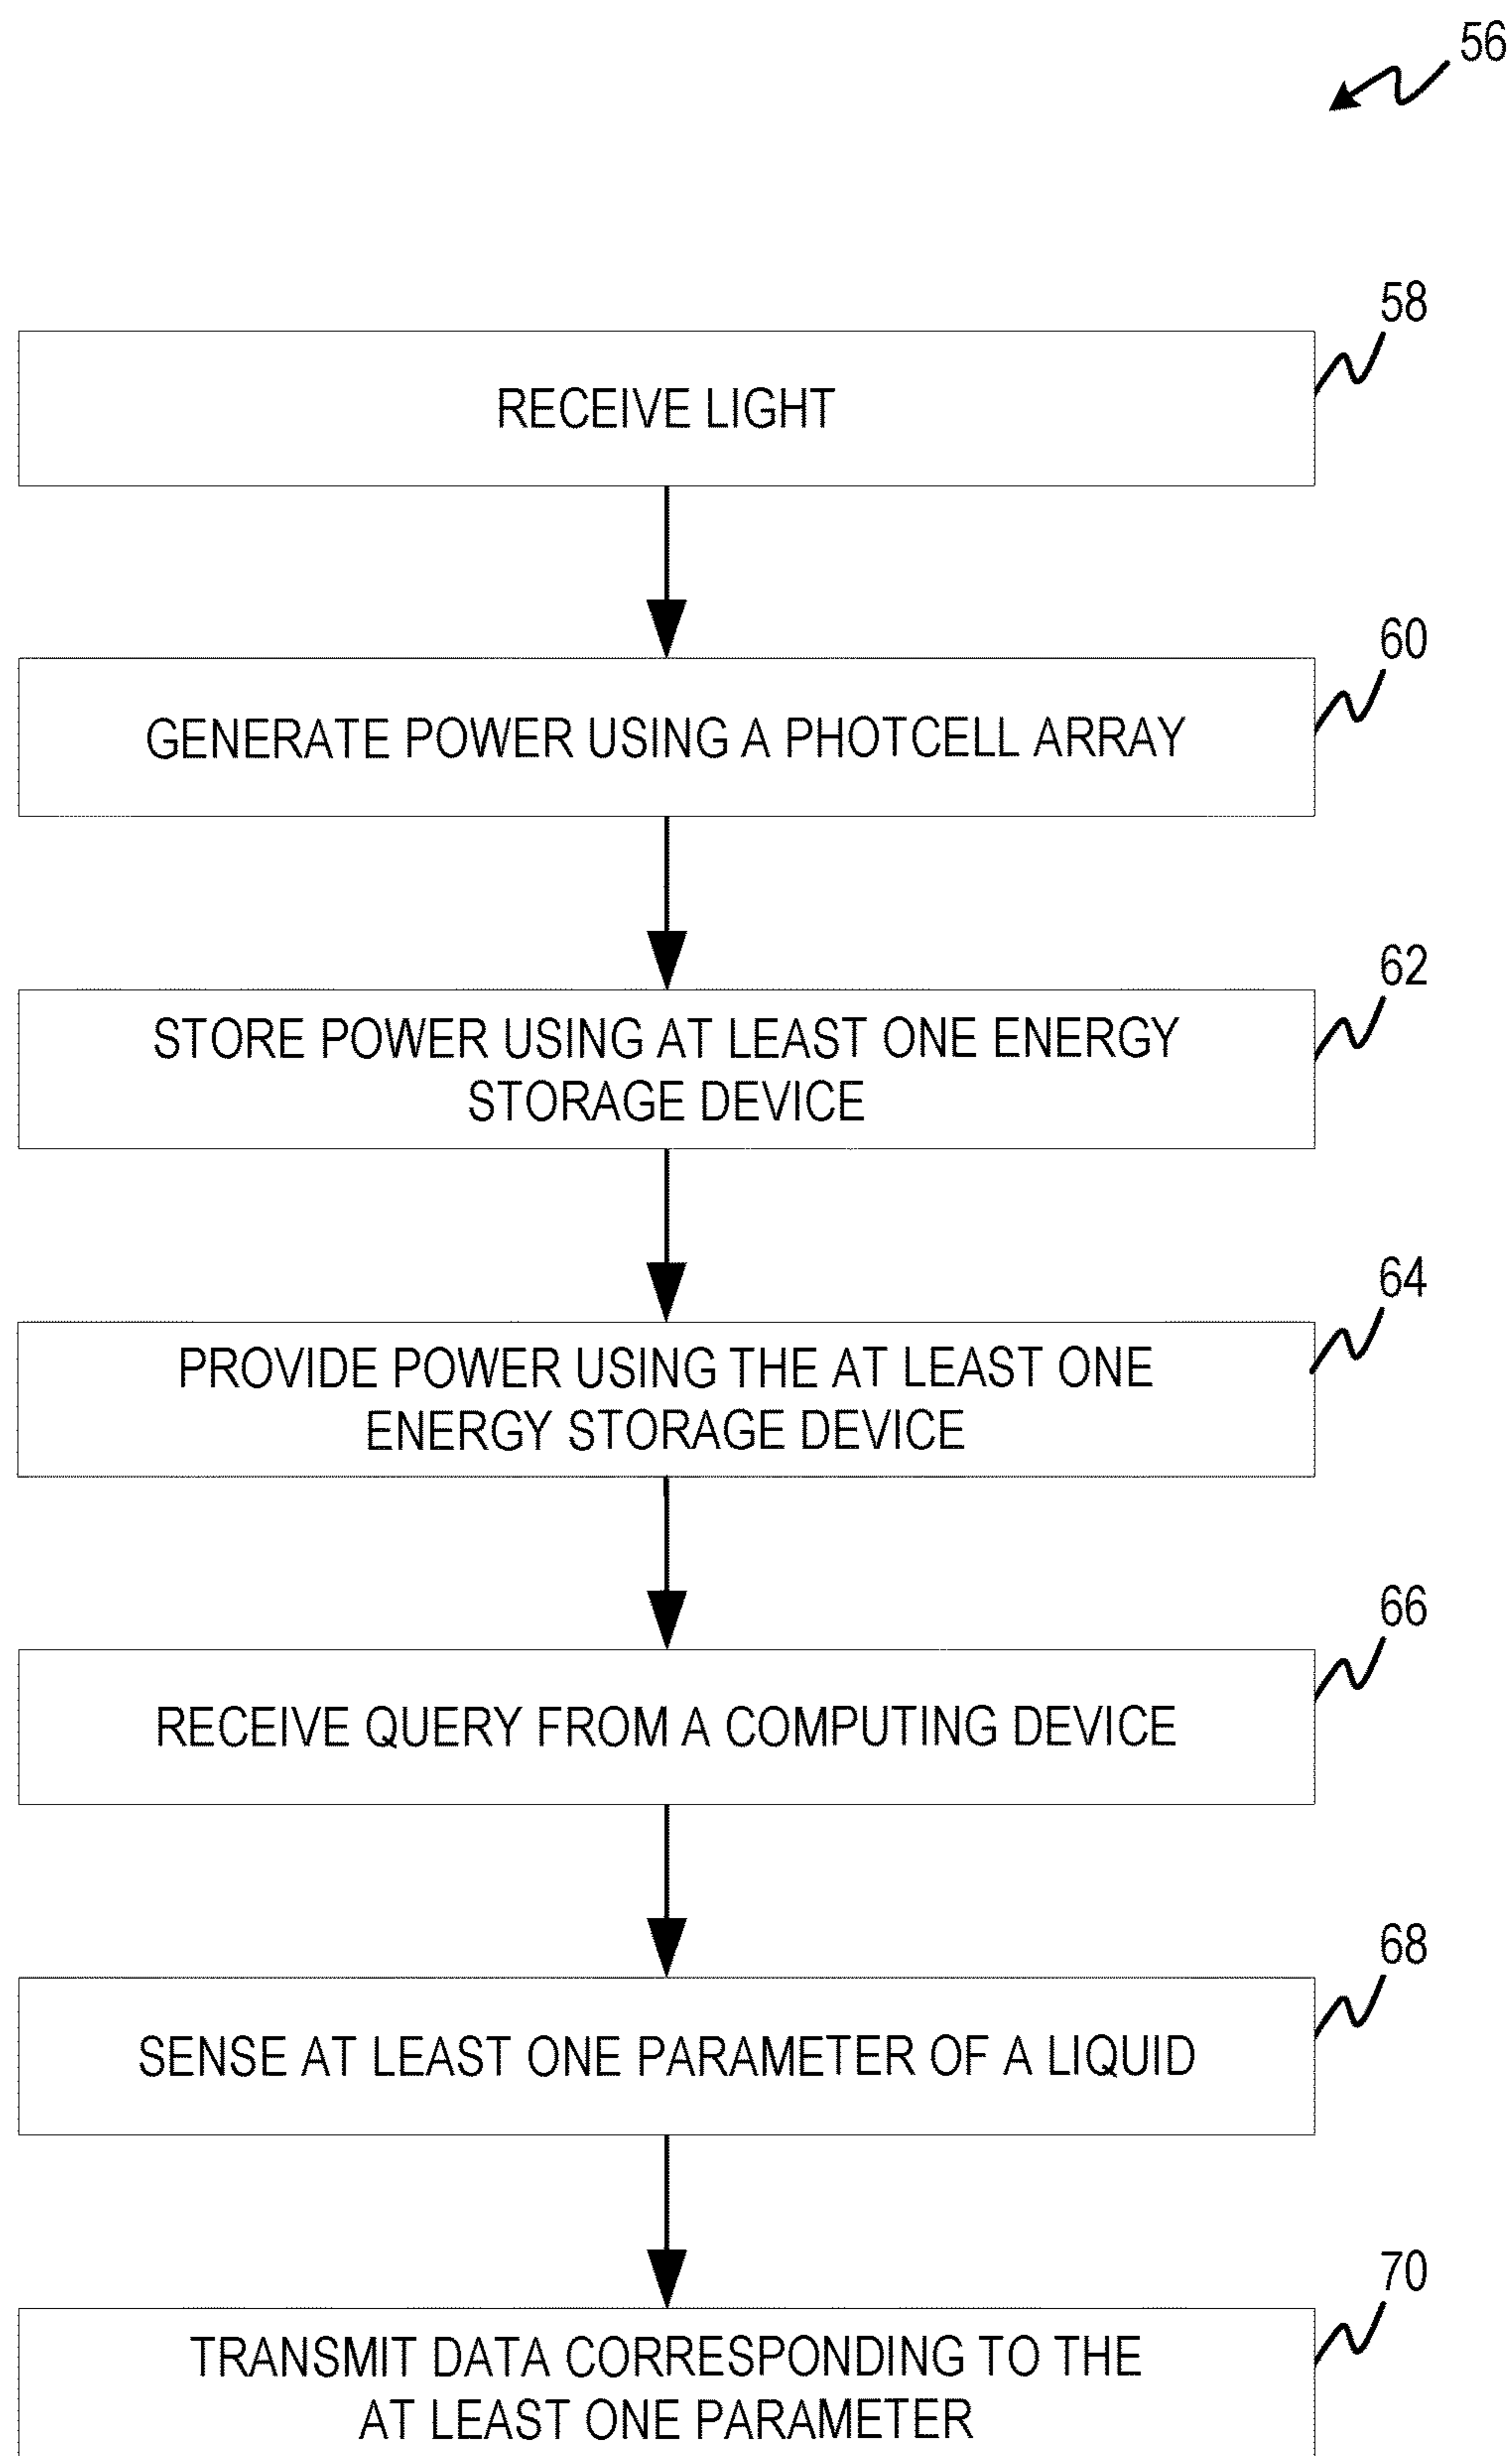 56
58
RECEIVE LIGHT
60
GENERATE POWER USING A PHOTCELL ARRAY
62
STORE POWER USING AT LEAST ONE ENERGY
STORAGE DEVICE
64
PROVIDE POWER USING THE AT LEAST ONE
ENERGY STORAGE DEVICE
66
RECEIVE QUERY FROM A COMPUTING DEVICE
68
SENSE AT LEAST ONE PARAMETER OF A LIQUID
70
TRANSMIT DATA CORRESPONDING TO THE
AT LEAST ONE PARAMETER